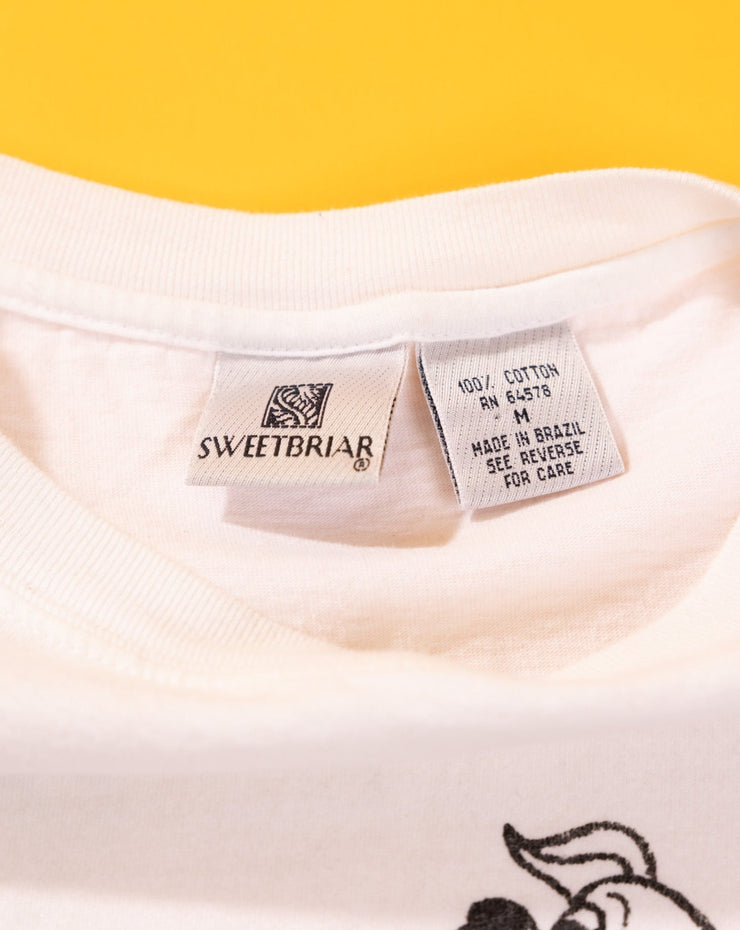 SWEETBRIAR
®
100% COTTON
RN 64578
M
MADE IN BRAZIL
SEE REVERSE
FOR CARE